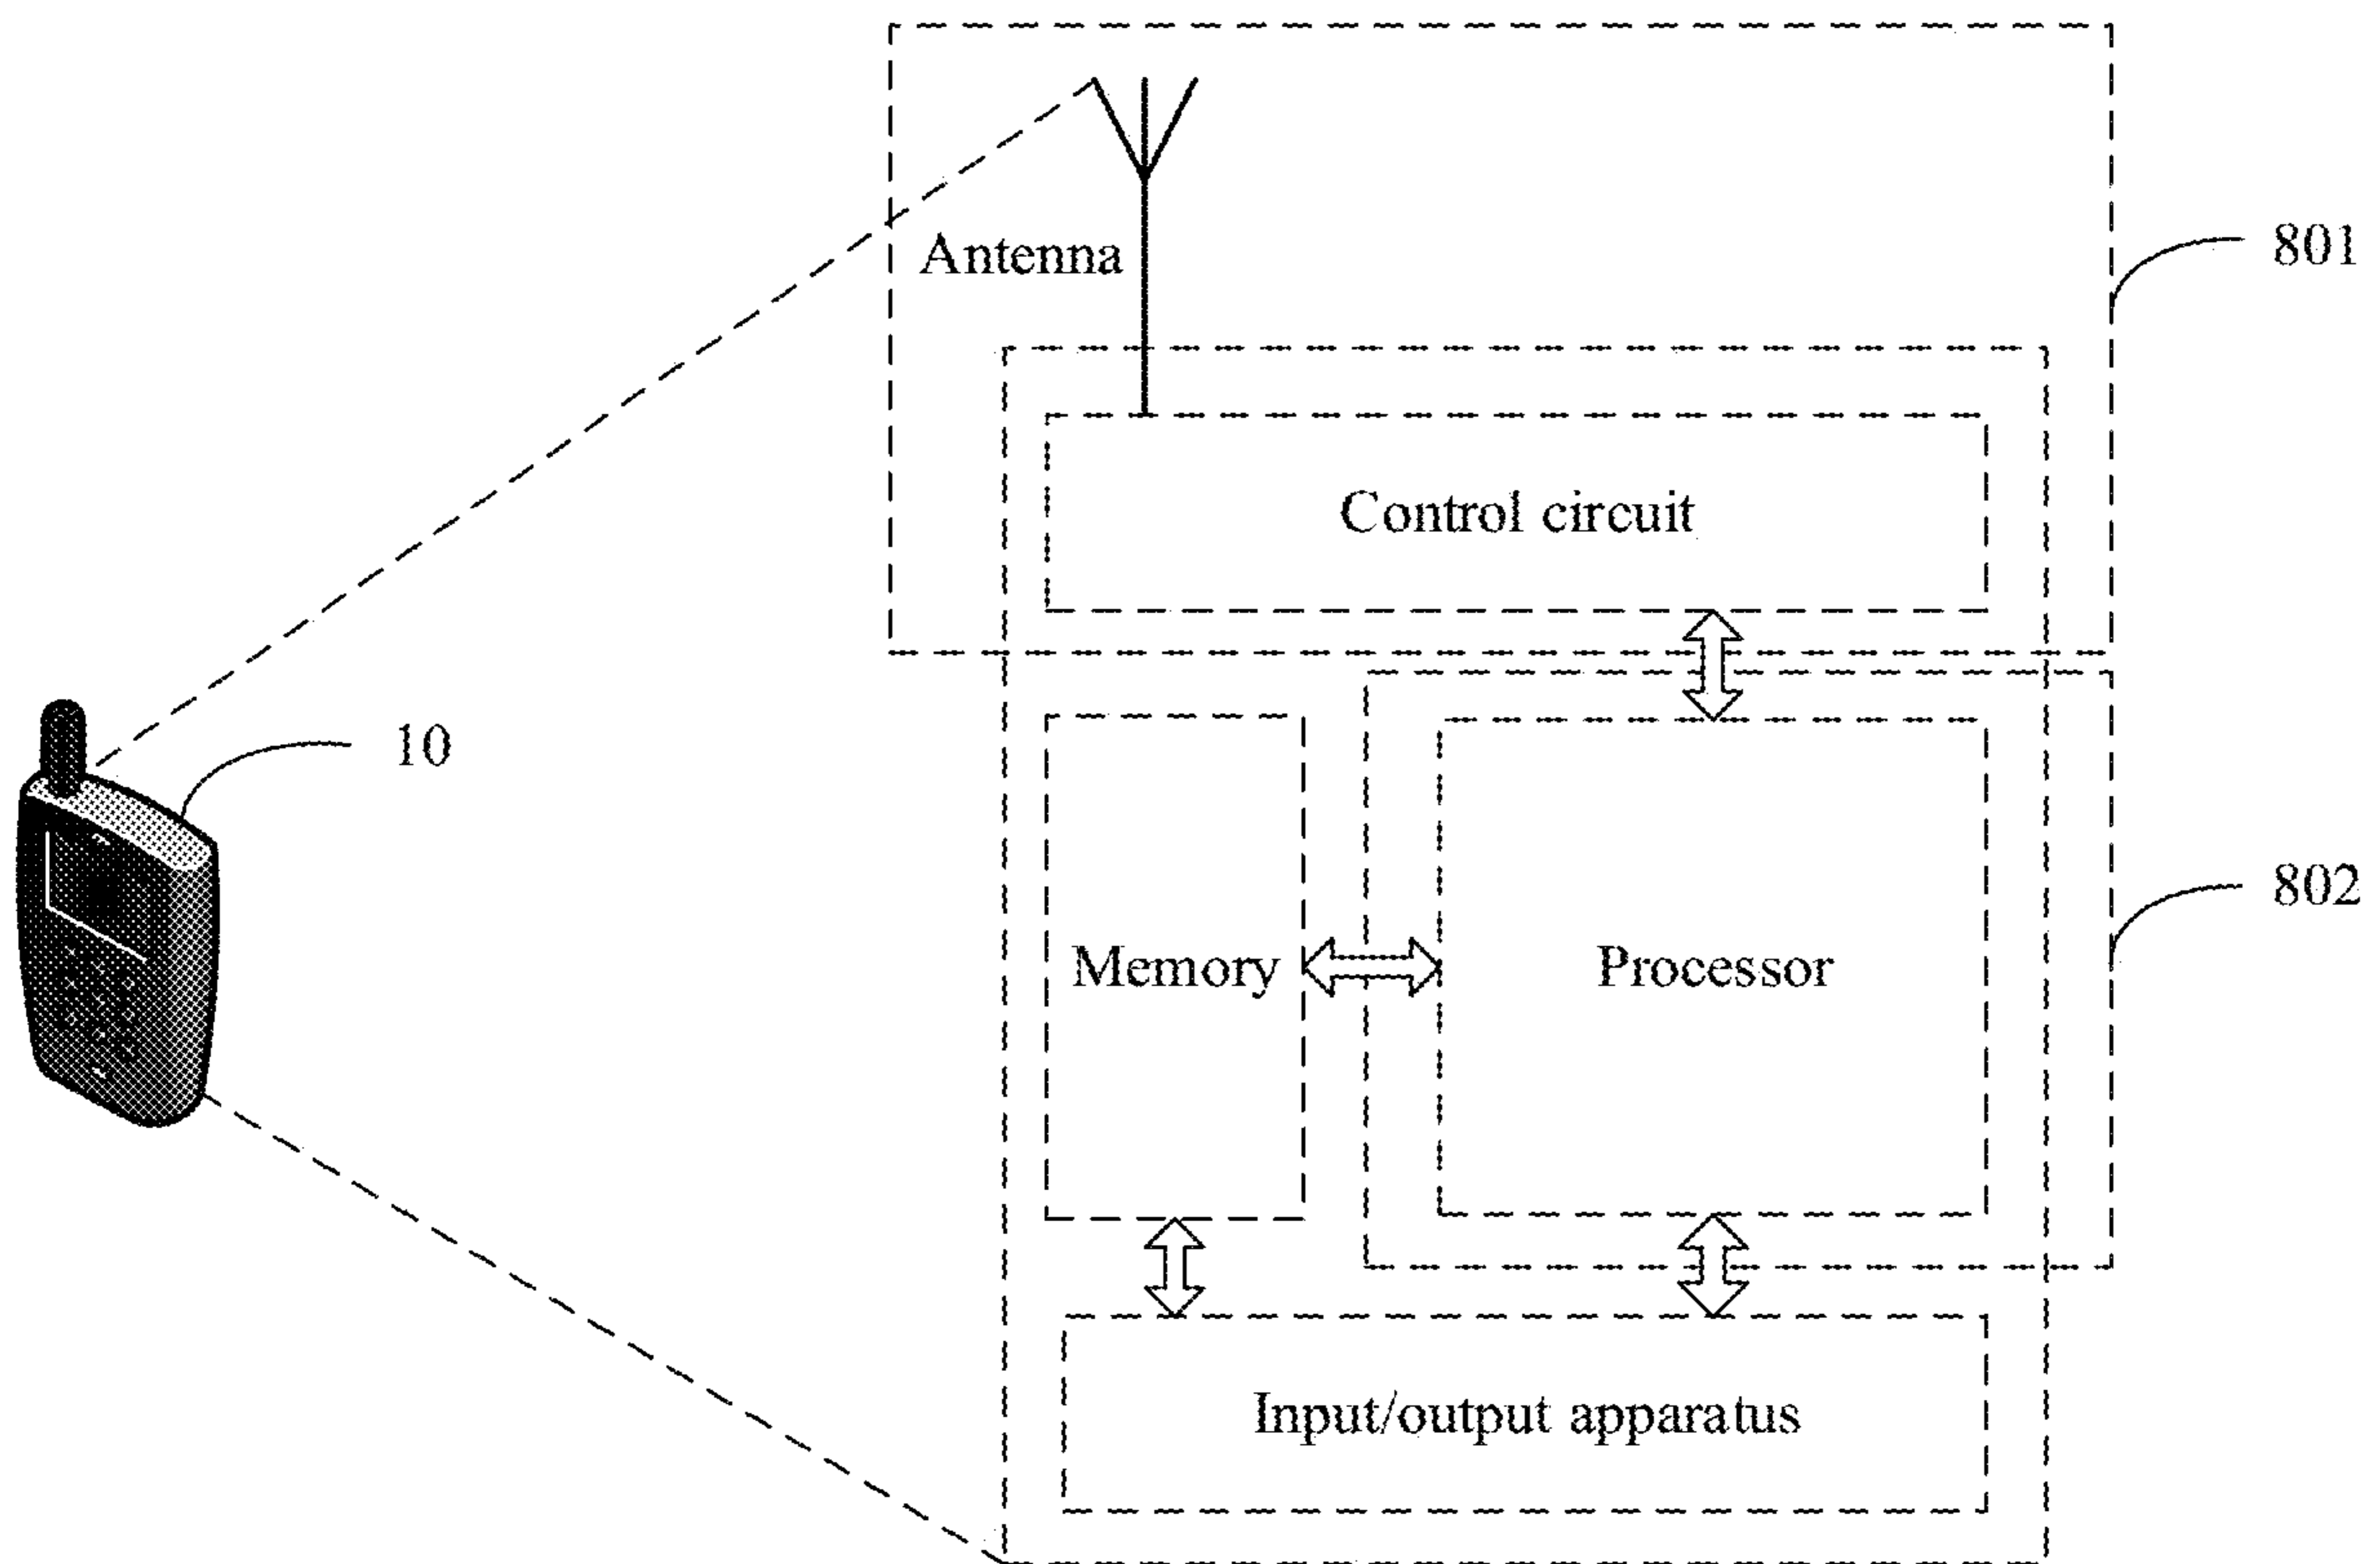 Antenna
801
Control circuit
10
802
Memory
Processor
Input/output apparatus